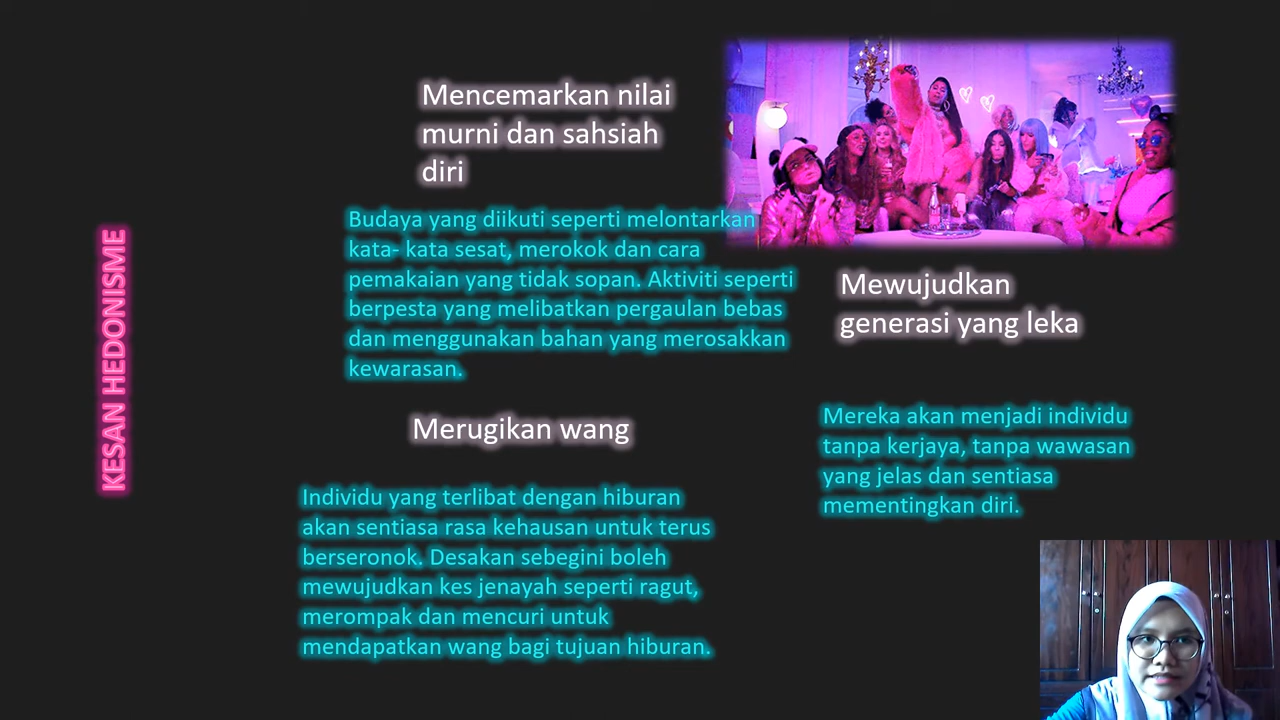 KESAN HEDONISME
Mencemarkan nilai
murni dan sahsiah
diri
Budaya yang diikuti seperti melontarkan
kata- kata sesat, merokok dan cara
pemakaian yang tidak sopan. Aktiviti seperti
berpesta yang melibatkan pergaulan bebas
dan menggunakan bahan yang merosakkan
kewarasan.
Merugikan wang
Individu yang terlibat dengan hiburan
akan sentiasa rasa kehausan untuk terus
berseronok. Desakan sebegini boleh
mewujudkan kes jenayah seperti ragut,
merompak dan mencuri untuk
mendapatkan wang bagi tujuan hiburan.
Mewujudkan
generasi yang leka
Mereka akan menjadi individu
tanpa kerjaya, tanpa wawasan
yang jelas dan sentiasa
mementingkan diri.